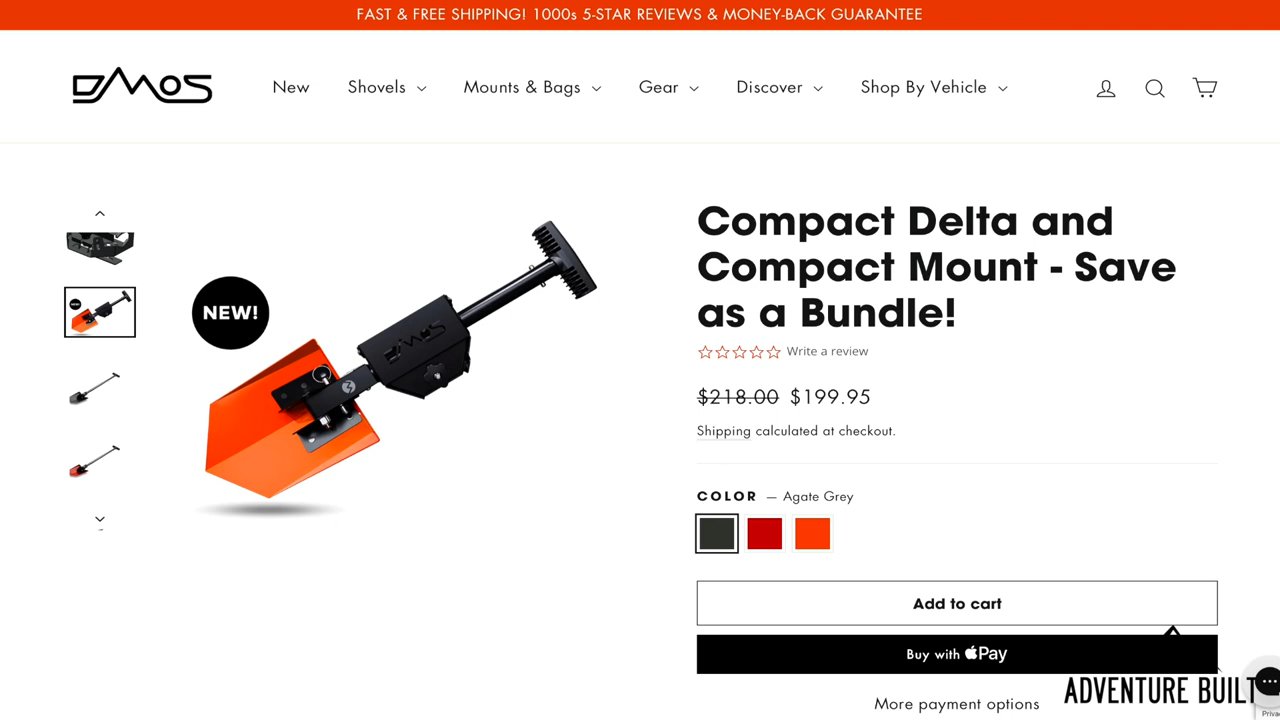 FAST & FREE SHIPPING! 1000s 5-STAR REVIEWS & MONEY-BACK GUARANTEE
DMOS
New
Shovels
Mounts & Bags
Gear
Discover
Shop By Vehicle
NEW!
DMOS
Compact Delta and
Compact Mount - Save
as a Bundle!
Write a review
$218.00 $199.95
Shipping calculated at checkout.
COLOR — Agate Grey
Add to cart
Buy with Pay
More payment options
ADVENTURE BUILT